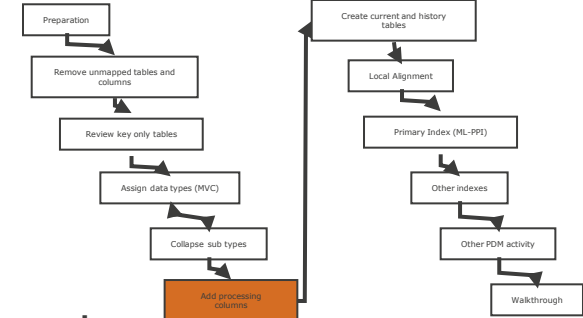 Preparation
Remove unmapped tables and
columns
Review key only tables
Assign data types (MVC)
Collapse sub types
Add processing
columns
Create current and history
tables
Local Alignment
Primary Index (ML-PPI)
Other indexes
Other PDM activity
Walkthrough